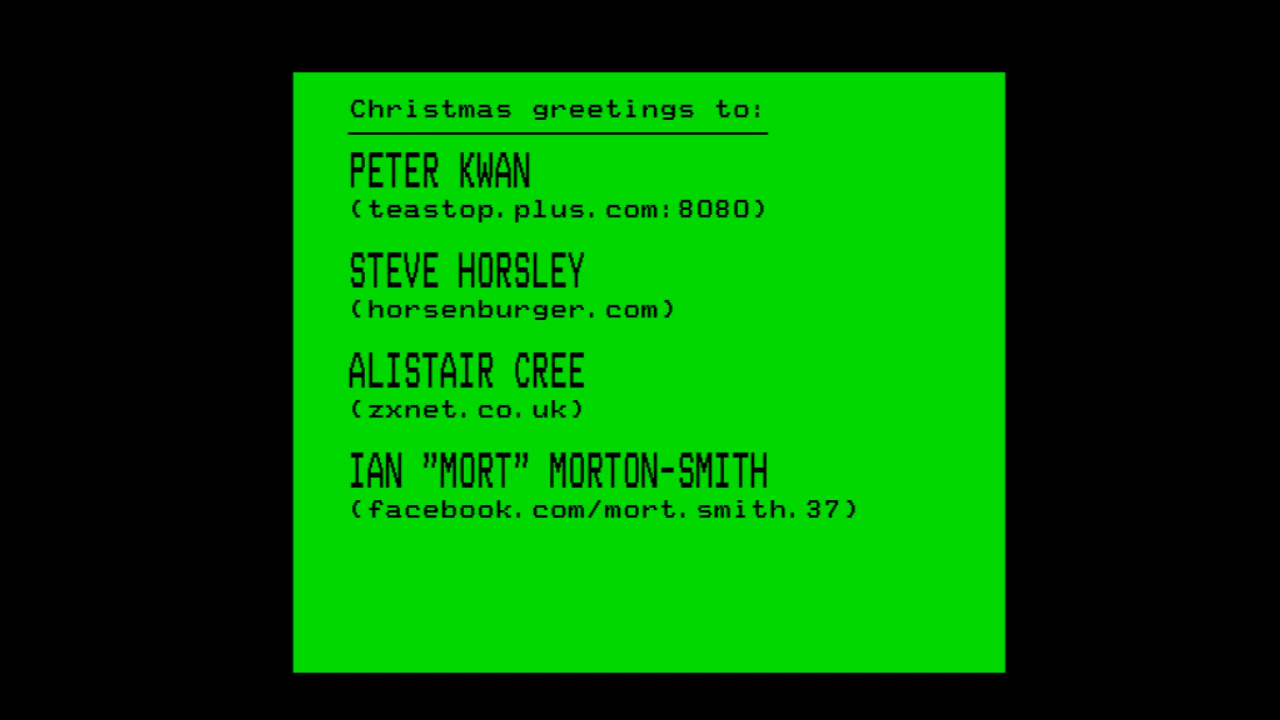 Christmas greetings to:
PETER KWAN
(teastop.plus.com:8080)
STEVE HORSLEY
(horsenburger.com)
ALISTAIR CREE
(zxnet.co.uk)
IAN "MORT" MORTON-SMITH
(facebook.com/mort.smith.37)